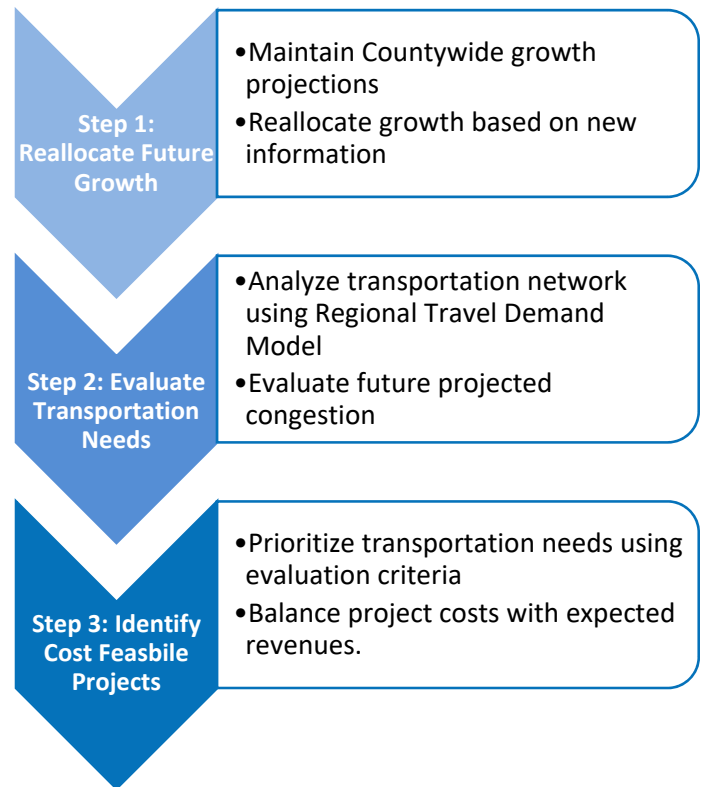 Step 1:
Reallocate Future
Growth
•Maintain Countywide growth
projections
•Reallocate growth based on new
information
Step 2: Evaluate
Transportation
Needs
•Analyze transportation network
using Regional Travel Demand
Model
•Evaluate future projected
congestion
Step 3: Identify
Cost Feasbile
Projects
•Prioritize transportation needs using
evaluation criteria
•Balance project costs with expected
revenues.